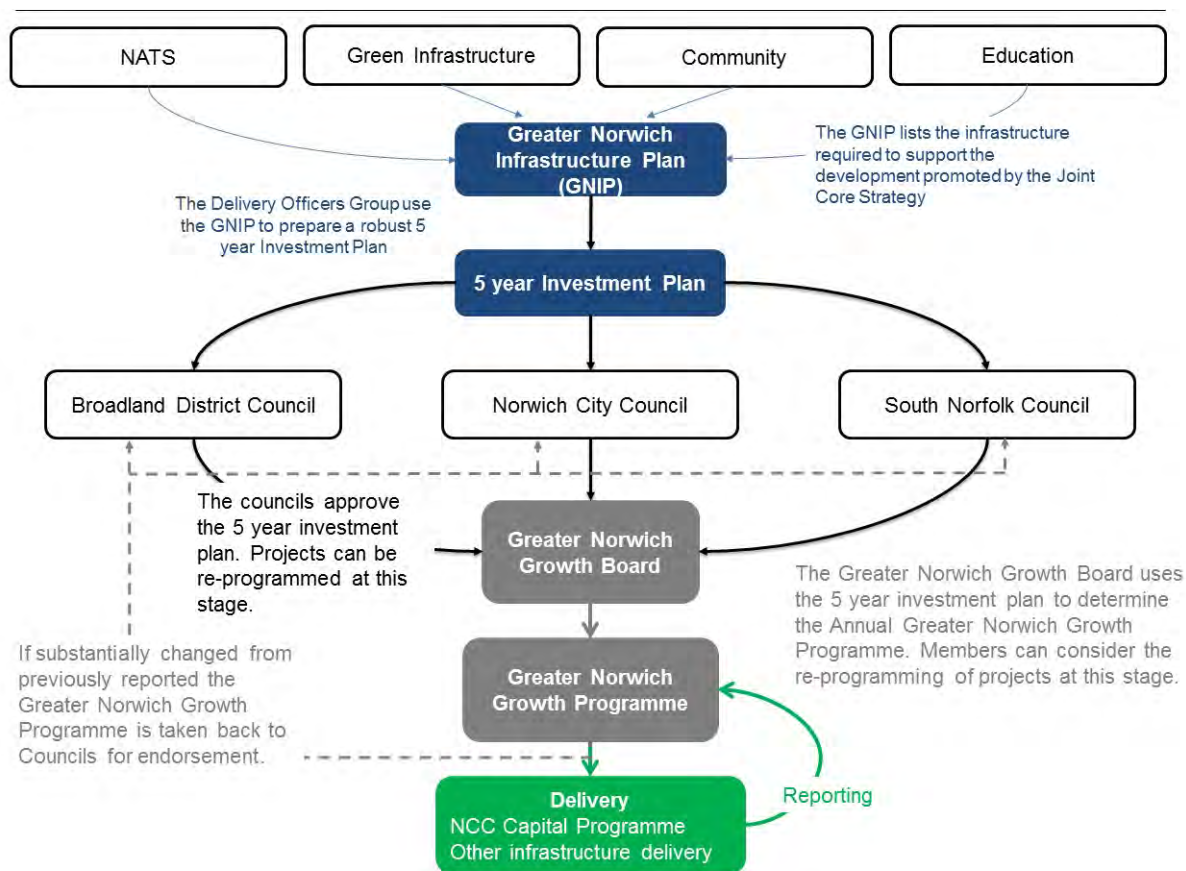 NATS
Green Infrastructure
Community
Education
Greater Norwich
Infrastructure Plan
(GNIP)
The GNIP lists the infrastructure
required to support the
development promoted by the Joint
Core Strategy
The Delivery Officers Group use
the GNIP to prepare a robust 5
year Investment Plan
5 year Investment Plan
Broadland District Council
Norwich City Council
South Norfolk Council
The councils approve
the 5 year investment
plan. Projects can be
re-programmed at this
stage.
Greater Norwich
Growth Board
The Greater Norwich Growth Board uses
the 5 year investment plan to determine
the Annual Greater Norwich Growth
Programme. Members can consider the
re-programming of projects at this stage.
If substantially changed from
previously reported the
Greater Norwich Growth
Programme is taken back to
Councils for endorsement.
Greater Norwich
Growth Programme
Delivery
NCC Capital Programme
Other infrastructure delivery
Reporting